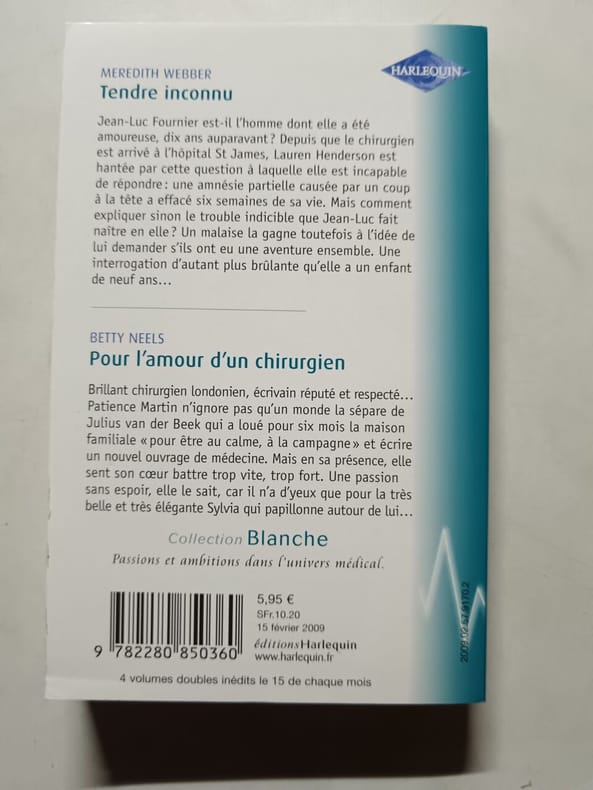 MEREDITH WEBBER
HARLEQUIN
Tendre inconnu
Jean-Luc Fournier est-il l'homme dont elle a été
amoureuse, dix ans auparavant ? Depuis que le chirurgien
est arrivé à l'hôpital St James, Lauren Henderson est
hantée par cette question à laquelle elle est incapable
de répondre : une amnésie partielle causée par un coup
à la tête a effacé six semaines de sa vie. Mais comment
expliquer sinon le trouble indicible que Jean-Luc fait
naître en elle ? Un malaise la gagne toutefois à l'idée de
lui demander s'ils ont eu une aventure ensemble. Une
interrogation d'autant plus brûlante qu'elle a un enfant
de neuf ans...
BETTY NEELS
Pour l'amour d'un chirurgien
Brillant chirurgien londonien, écrivain réputé et respecté...
Patience Martin n'ignore pas qu'un monde la sépare de
Julius van der Beek qui a loué pour six mois la maison
familiale « pour être au calme, à la campagne » et écrire
un nouvel ouvrage de médecine. Mais en sa présence, elle
sent son cœur battre trop vite, trop fort. Une passion
sans espoir, elle le sait, car il n'a d'yeux que pour la très
belle et très élégante Sylvia qui papillonne autour de lui...
Collection Blanche
Passions et ambitions dans l'univers médical.
5,95 €
SFr.10.20
15 février 2009
éditionsHarlequin
www.harlequin.fr
9 782280 850360
4 volumes doubles inédits le 15 de chaque mois